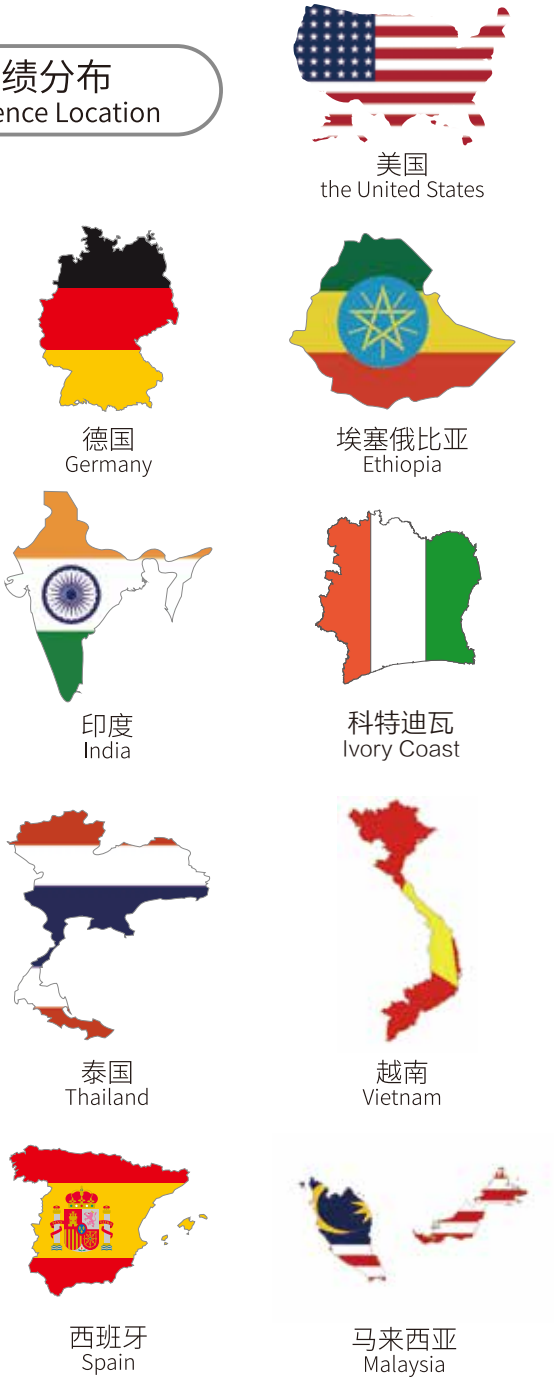 绩分布
ence Location
美国
the United States
德国
Germany
埃塞俄比亚
Ethiopia
印度
India
科特迪瓦
Ivory Coast
泰国
Thailand
越南
Vietnam
西班牙
Spain
马来西亚
Malaysia